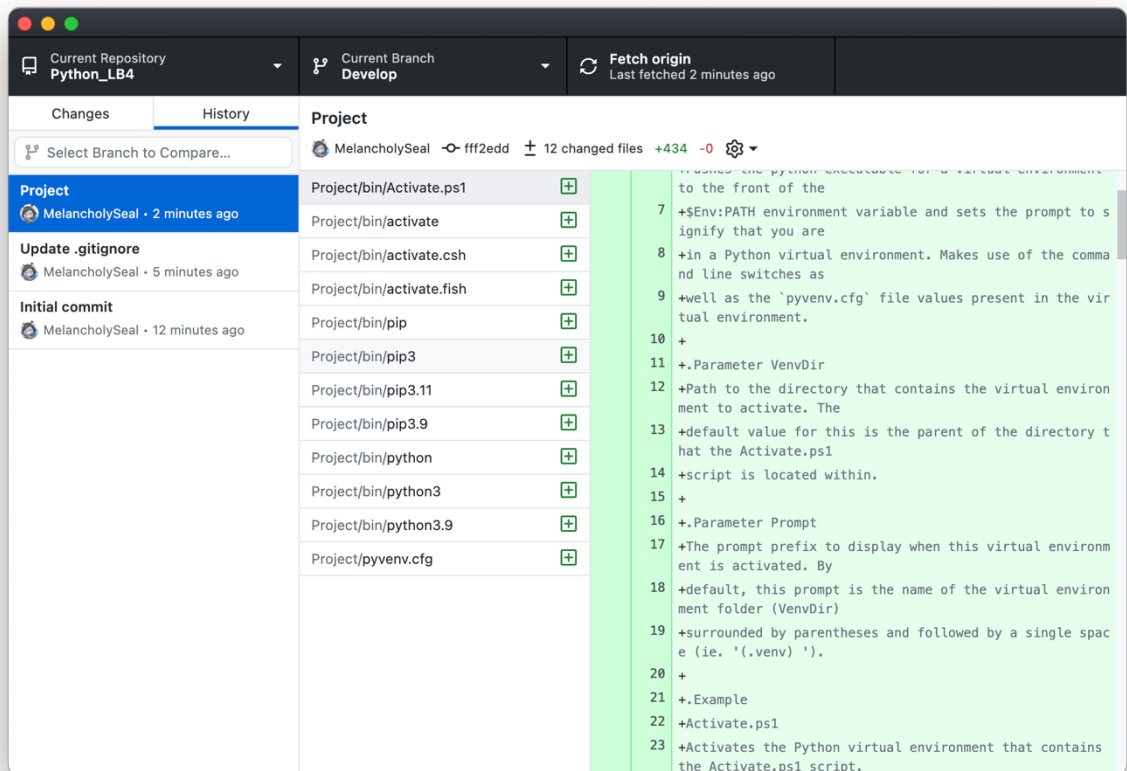 Current Repository
Python_LB4
Current Branch
Develop
Fetch origin
Last fetched 2 minutes ago
Changes
History
Select Branch to Compare...
Project
MelancholySeal • 2 minutes ago
Update .gitignore
MelancholySeal • 5 minutes ago
Initial commit
MelancholySeal • 12 minutes ago
Project
MelancholySeal fff2edd 12 changed files +434 -0
Project/bin/Activate.ps1
Project/bin/activate
Project/bin/activate.csh
Project/bin/activate.fish
Project/bin/pip
Project/bin/pip3
Project/bin/pip3.11
Project/bin/pip3.9
Project/bin/python
Project/bin/python3
Project/bin/python3.9
Project/pyvenv.cfg
the python executable for a virtual environment
to the front of the
7 +$Env:PATH environment variable and sets the prompt to s
ignify that you are
8 +in a Python virtual environment. Makes use of the comma
nd line switches as
9 +well as the `pyvenv.cfg` file values present in the vir
tual environment.
10 +
11 +.Parameter VenvDir
12 +Path to the directory that contains the virtual environ
ment to activate. The
13 +default value for this is the parent of the directory t
hat the Activate.ps1
14 +script is located within.
15 +
16 +.Parameter Prompt
17 +The prompt prefix to display when this virtual environm
ent is activated. By
18 +default, this prompt is the name of the virtual environ
ment folder (VenvDir)
19 +surrounded by parentheses and followed by a single spac
e (ie. '(.venv) ').
20 +
21 +.Example
22 +Activate.ps1
23 +Activates the Python virtual environment that contains
the Activate.ps1 script.